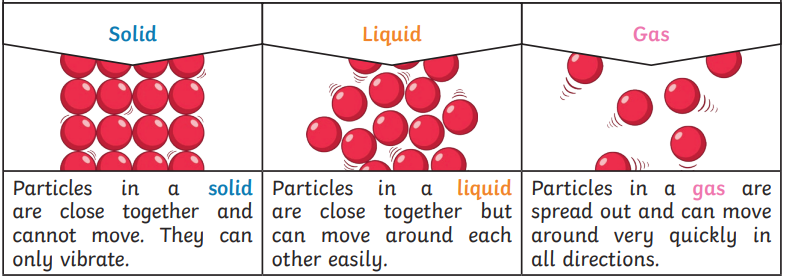 Solid
Liquid
Gas
Particles in a solid
are close together and
cannot move. They can
only vibrate.
Particles in a liquid
are close together but
can move around each
other easily.
Particles in a gas are
spread out and can move
around very quickly in
all directions.